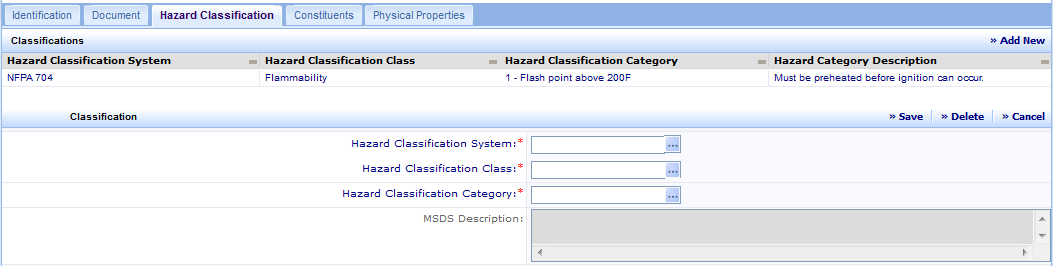 Identification Document Hazard Classification Constituents Physical Properties
Classifications » Add New
Hazard Classification System Hazard Classification Class Hazard Classification Category Hazard Category Description
NFPA 704 Flammability 1 - Flash point above 200F Must be preheated before ignition can occur.
Classification » Save » Delete » Cancel
Hazard Classification System:* ...
Hazard Classification Class:* ...
Hazard Classification Category:* ...
MSDS Description: